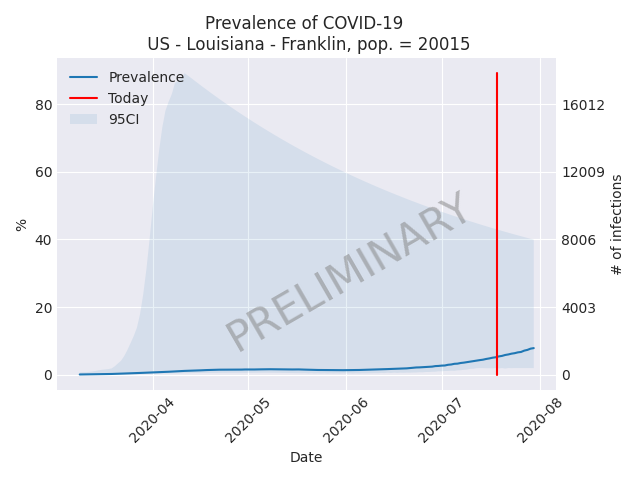 Prevalence of COVID-19
US - Louisiana - Franklin, pop. = 20015
Prevalence
Today
95CI
80
60
40
20
0
%
16012
12009
8006
4003
0
# of infections
PRELIMINARY
2020-04
2020-05
2020-06
2020-07
2020-08
Date